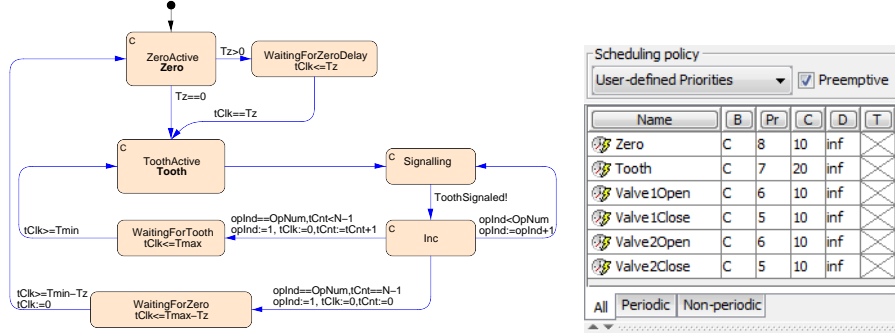 C
ZeroActive
Zero
Tz>0
WaitingForZeroDelay
tClk<=Tz
Tz==0
tClk==Tz
C
ToothActive
Tooth
C
Signalling
ToothSignaled!
tClk>=Tmin
WaitingForTooth
tClk<=Tmax
opInd==OpNum,tCnt<N−1
opInd:=1, tClk:=0,tCnt:=tCnt+1
C
Inc
opInd<OpNum
opInd:=opInd+1
tClk>=Tmin−Tz
tClk:=0
WaitingForZero
tClk<=Tmax−Tz
opInd==OpNum,tCnt==N−1
opInd:=1, tClk:=0,tCnt:=0
Scheduling policy
User-defined Priorities Preemptive
Name B Pr C D T
Zero C 8 10 inf
Tooth C 7 20 inf
Valve1Open C 6 10 inf
Valve1Close C 5 10 inf
Valve2Open C 6 10 inf
Valve2Close C 5 10 inf
All Periodic Non-periodic